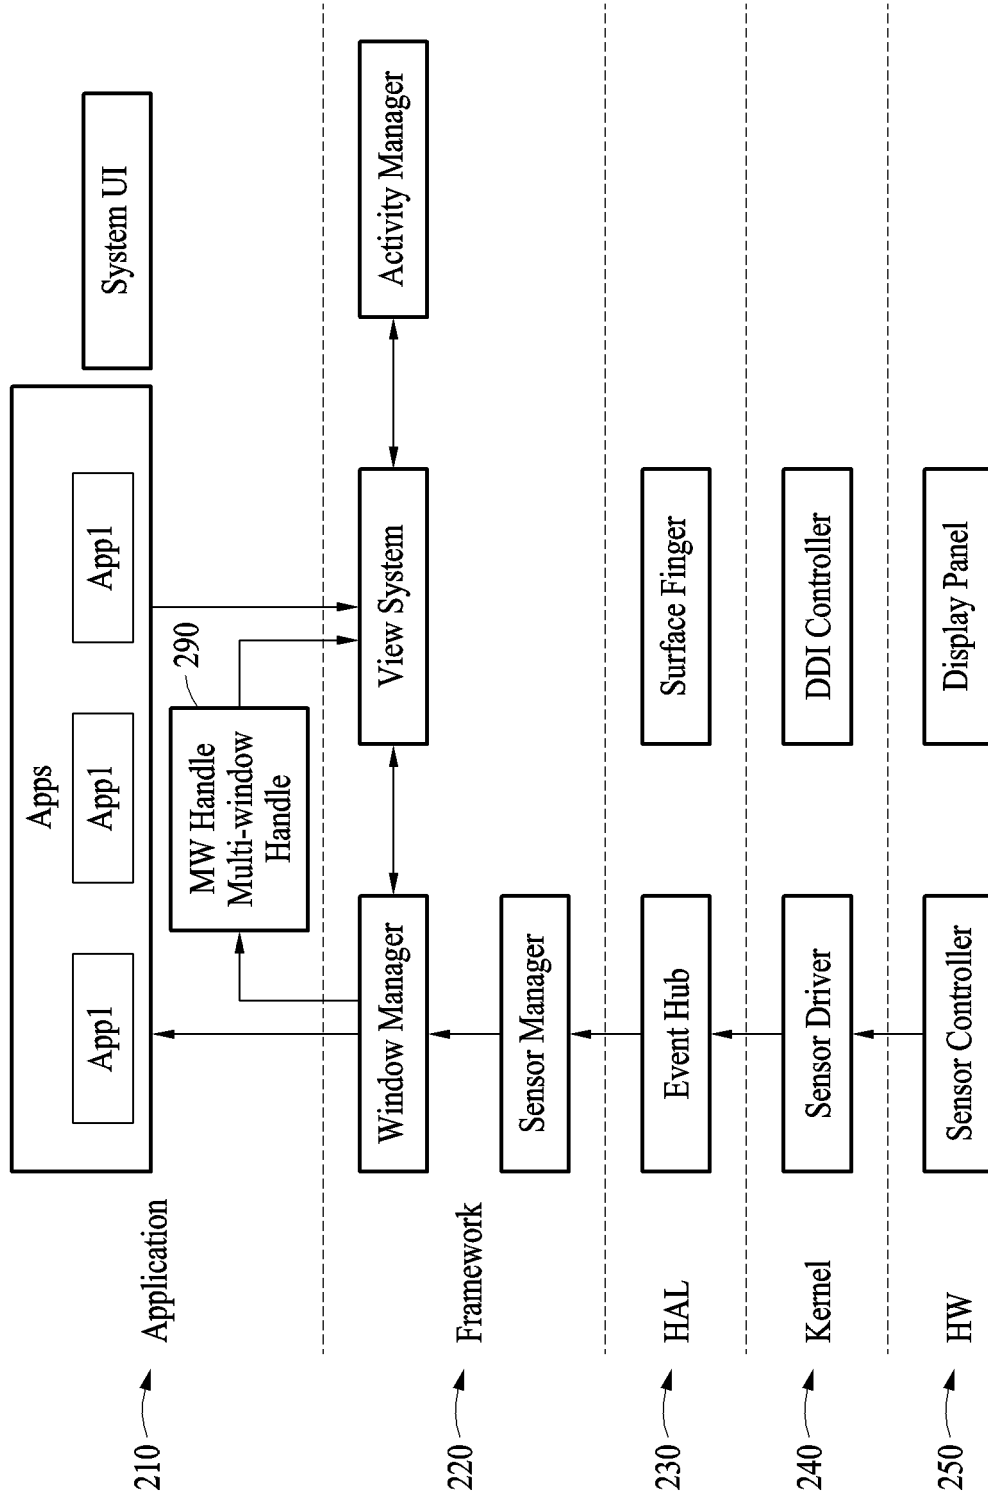 Apps
App1
App1
App1
System UI
210
Application
MW Handle
Multi-window
Handle
290
220
Framework
Window Manager
View System
Activity Manager
Sensor Manager
230
HAL
Event Hub
Surface Finger
240
Kernel
Sensor Driver
DDI Controller
250
HW
Sensor Controller
Display Panel